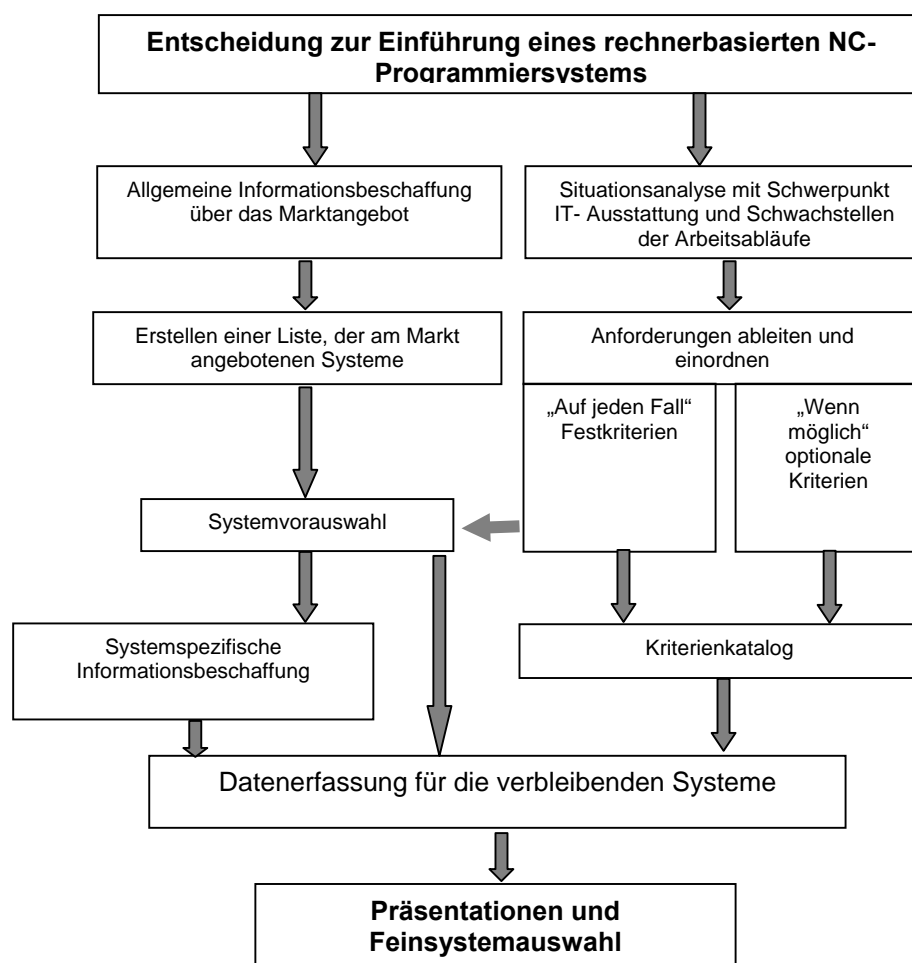 Entscheidung zur Einführung eines rechnerbasierten NC-
Programmiersystems
Allgemeine Informationsbeschaffung
über das Marktangebot
Situationsanalyse mit Schwerpunkt
IT- Ausstattung und Schwachstellen
der Arbeitsabläufe
Erstellen einer Liste, der am Markt
angebotenen Systeme
Anforderungen ableiten und
einordnen
„Auf jeden Fall“
Festkriterien
„Wenn
möglich“
optionale
Kriterien
Systemvorauswahl
Systemspezifische
Informationsbeschaffung
Kriterienkatalog
Datenerfassung für die verbleibenden Systeme
Präsentationen und
Feinsystemauswahl